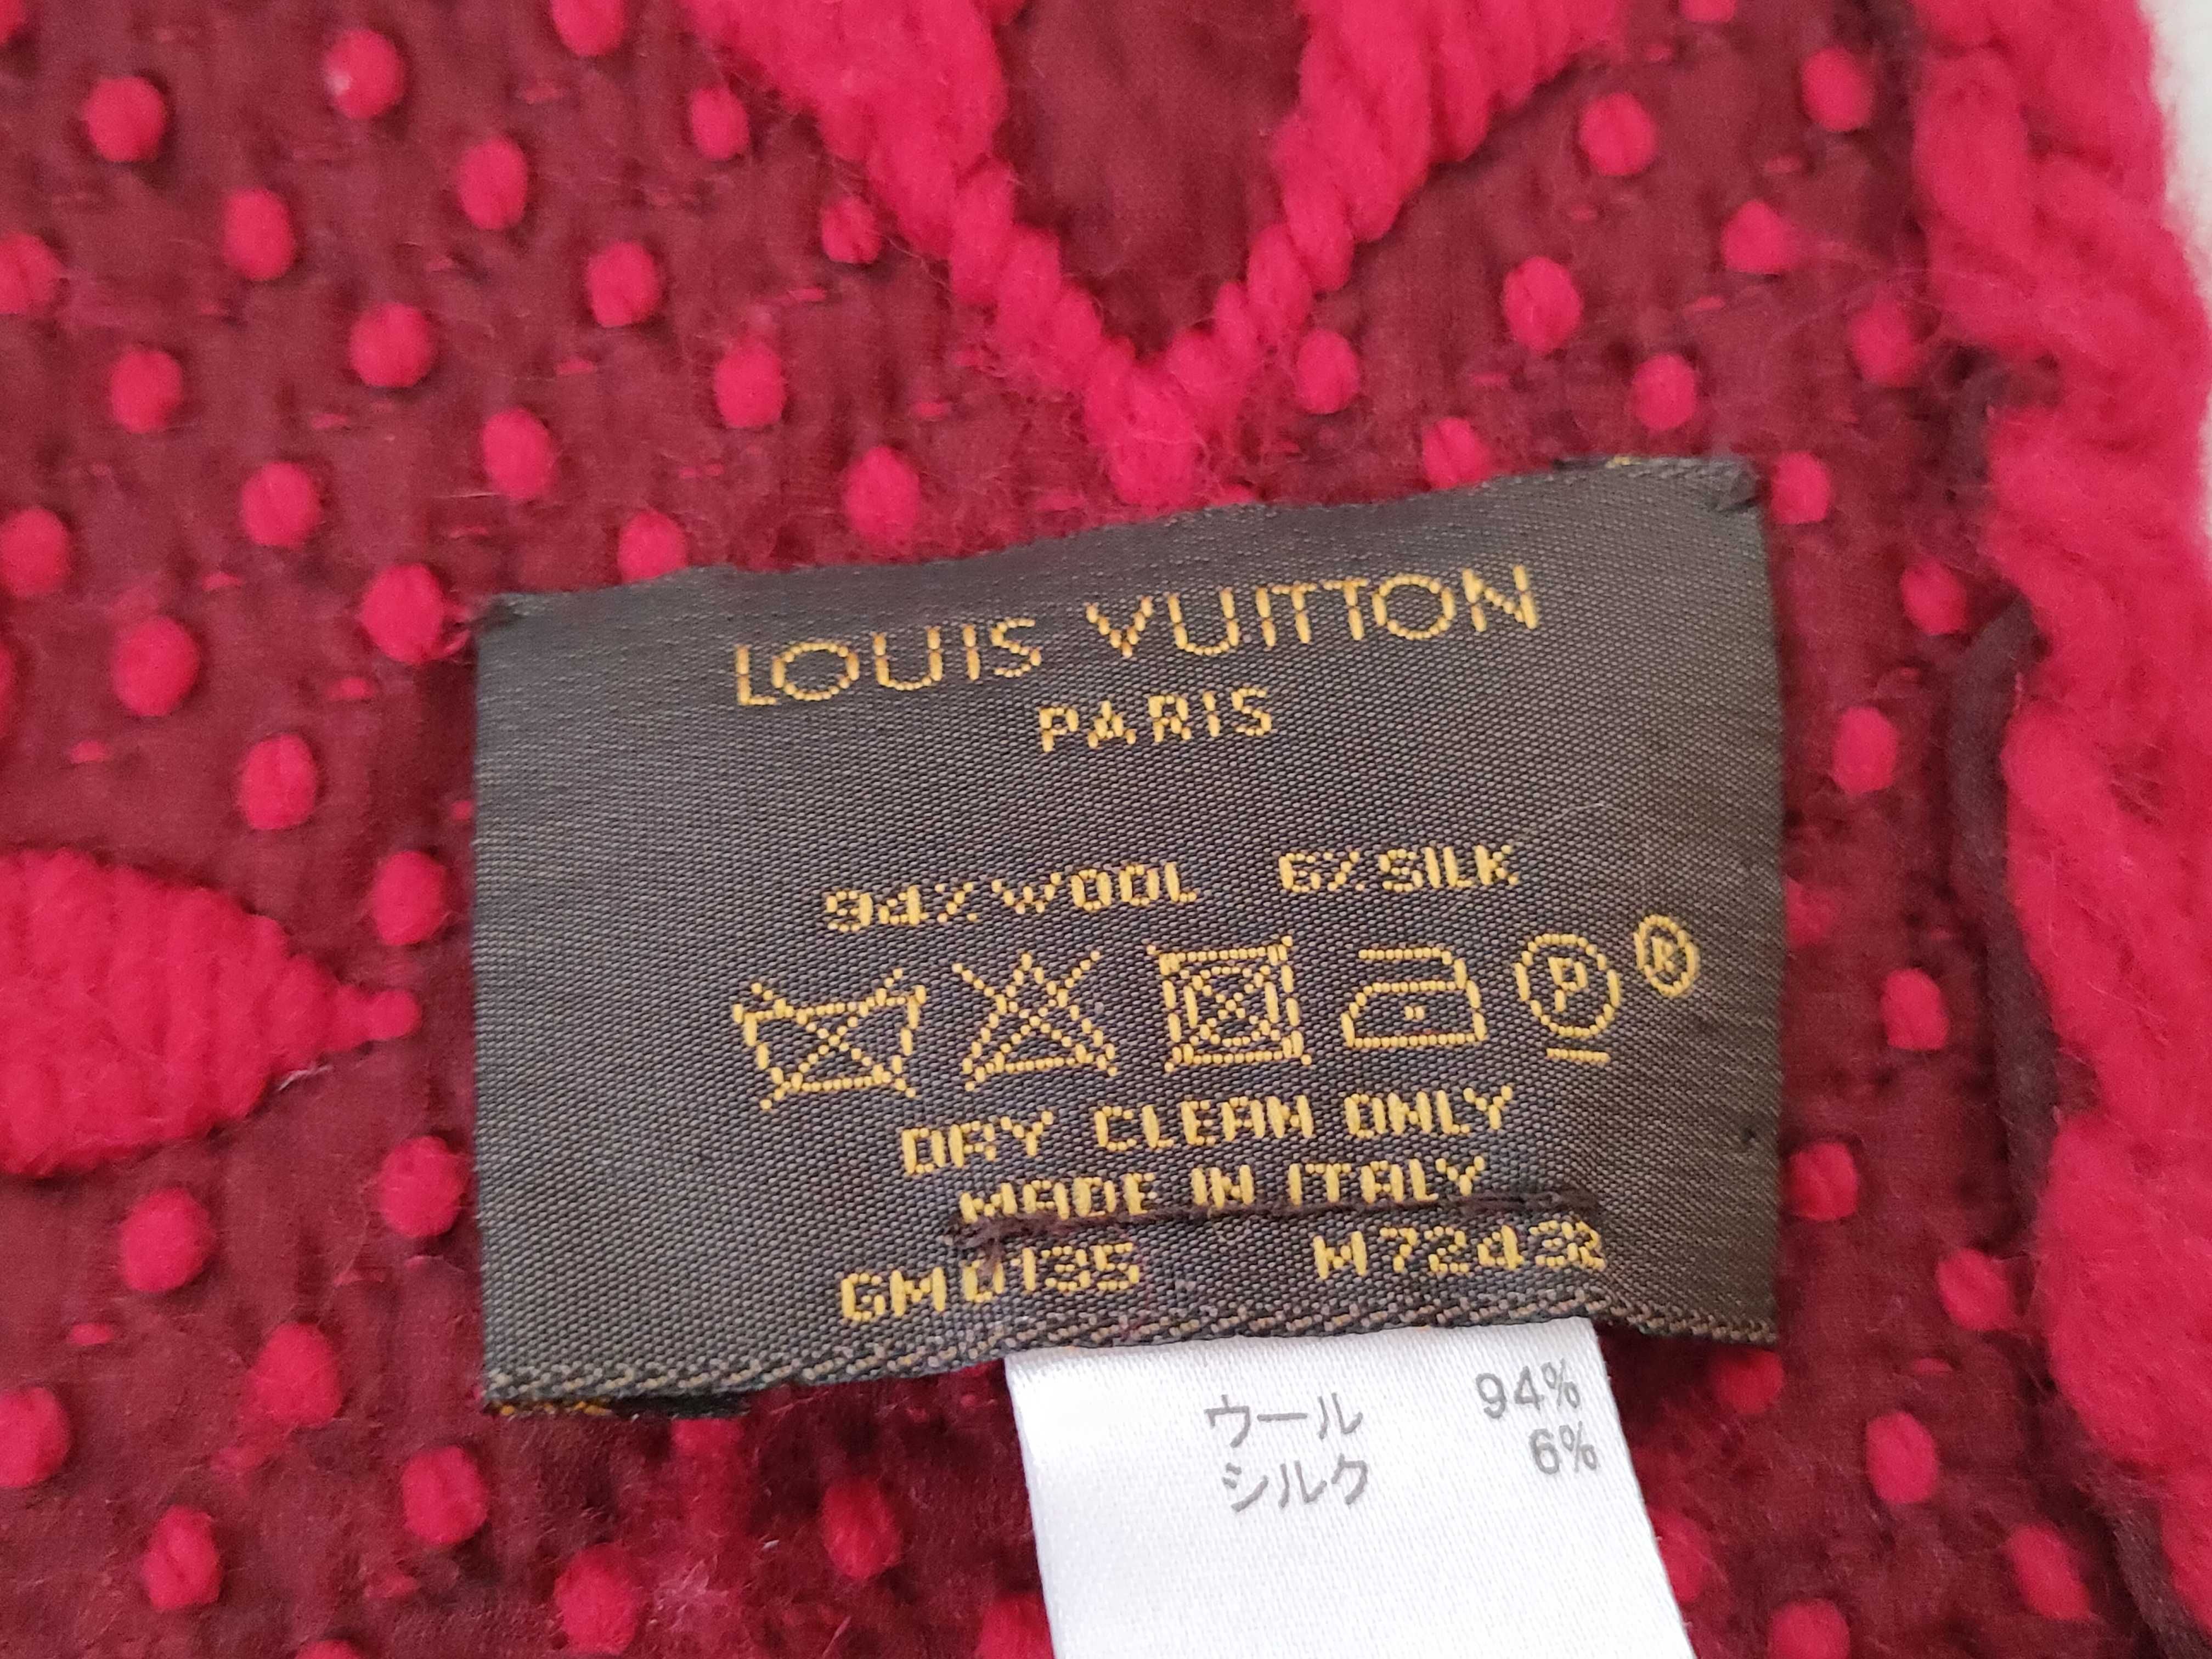 LOUIS VUITTON
PARIS
94% WOOL 6% SILK
P ®
DRY CLEAN ONLY
MADE IN ITALY
GM0135 M72432
ウール 94%
シルク 6%